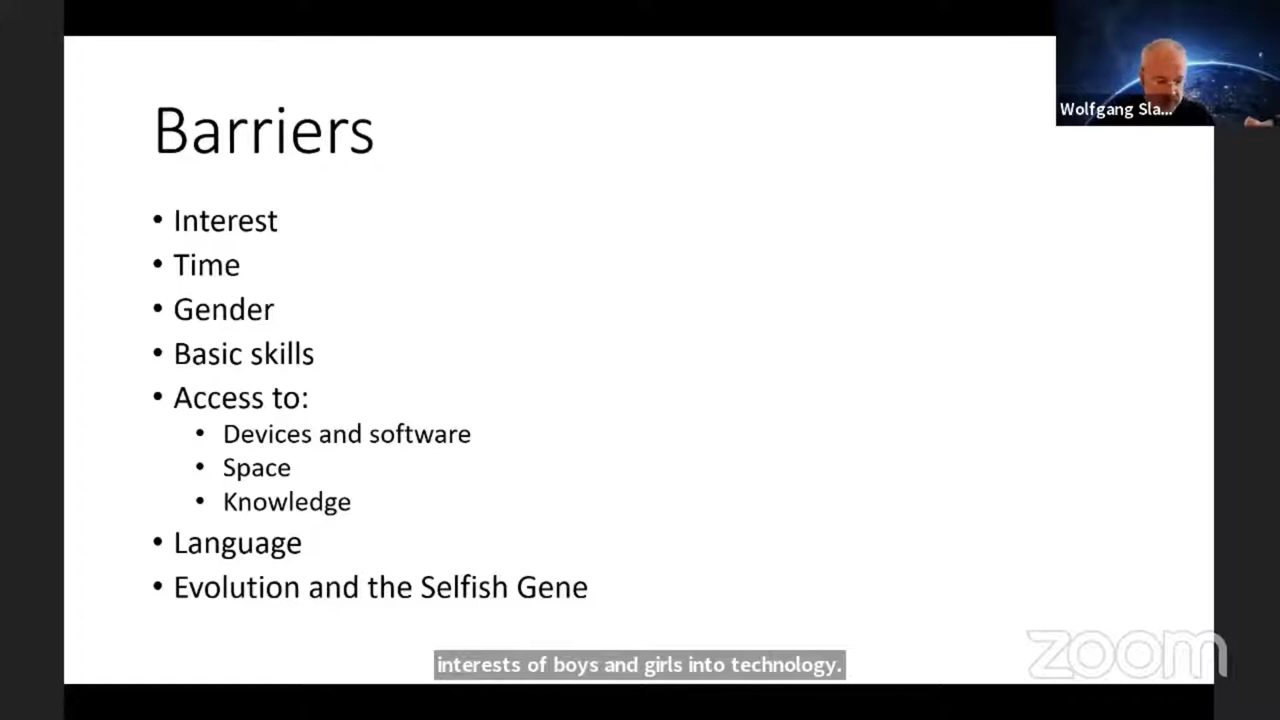 Barriers
Wolfgang Sla...
• Interest
• Time
• Gender
• Basic skills
• Access to:
• Devices and software
• Space
• Knowledge
• Language
• Evolution and the Selfish Gene
interests of boys and girls into technology.
zoom